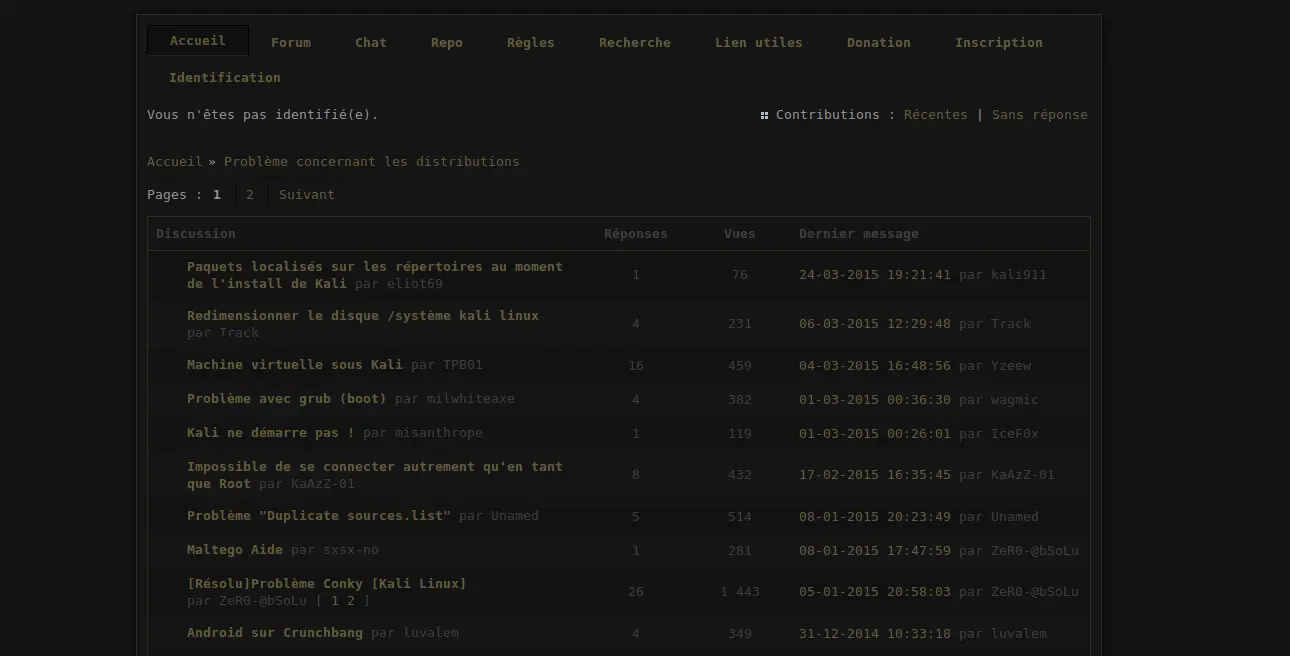 Accueil Forum Chat Repo Règles Recherche Lien utiles Donation Inscription
Identification
Vous n'êtes pas identifié(e). Contributions : Récentes | Sans réponse
Accueil » Problème concernant les distributions
Pages : 1 2 Suivant
Discussion Réponses Vues Dernier message
Paquets localisés sur les répertoires au moment
de l'install de Kali par eliot69 1 76 24-03-2015 19:21:41 par kali911
Redimensionner le disque /système kali linux
par Track 4 231 06-03-2015 12:29:48 par Track
Machine virtuelle sous Kali par TPB01 16 459 04-03-2015 16:48:56 par Yzeew
Problème avec grub (boot) par milwhiteaxe 4 382 01-03-2015 00:36:30 par wagmic
Kali ne démarre pas ! par misanthrope 1 119 01-03-2015 00:26:01 par IceF0x
Impossible de se connecter autrement qu'en tant
que Root par KaAzZ-01 8 432 17-02-2015 16:35:45 par KaAzZ-01
Problème "Duplicate sources.list" par Unamed 5 514 08-01-2015 20:23:49 par Unamed
Maltego Aide par sxsx-no 1 281 08-01-2015 17:47:59 par ZeR0-@bSoLu
[Résolu]Problème Conky [Kali Linux]
par ZeR0-@bSoLu [ 1 2 ] 26 1 443 05-01-2015 20:58:03 par ZeR0-@bSoLu
Android sur Crunchbang par luvalem 4 349 31-12-2014 10:33:18 par luvalem